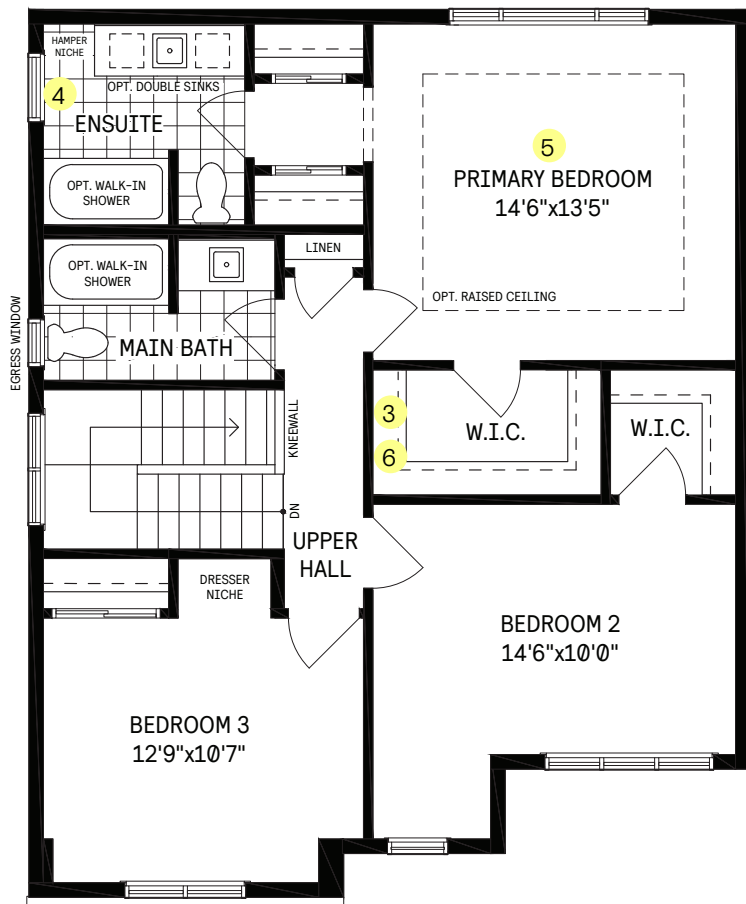 HAMPER
NICHE
OPT. DOUBLE SINKS
4
ENSUITE
OPT. WALK-IN
SHOWER
5
PRIMARY BEDROOM
14'6"x13'5"
OPT. RAISED CEILING
LINEN
OPT. WALK-IN
SHOWER
EGRESS WINDOW
MAIN BATH
KNEEWALL
3
6
W.I.C.
W.I.C.
DN
UPPER
HALL
DRESSER
NICHE
BEDROOM 2
14'6"x10'0"
BEDROOM 3
12'9"x10'7"